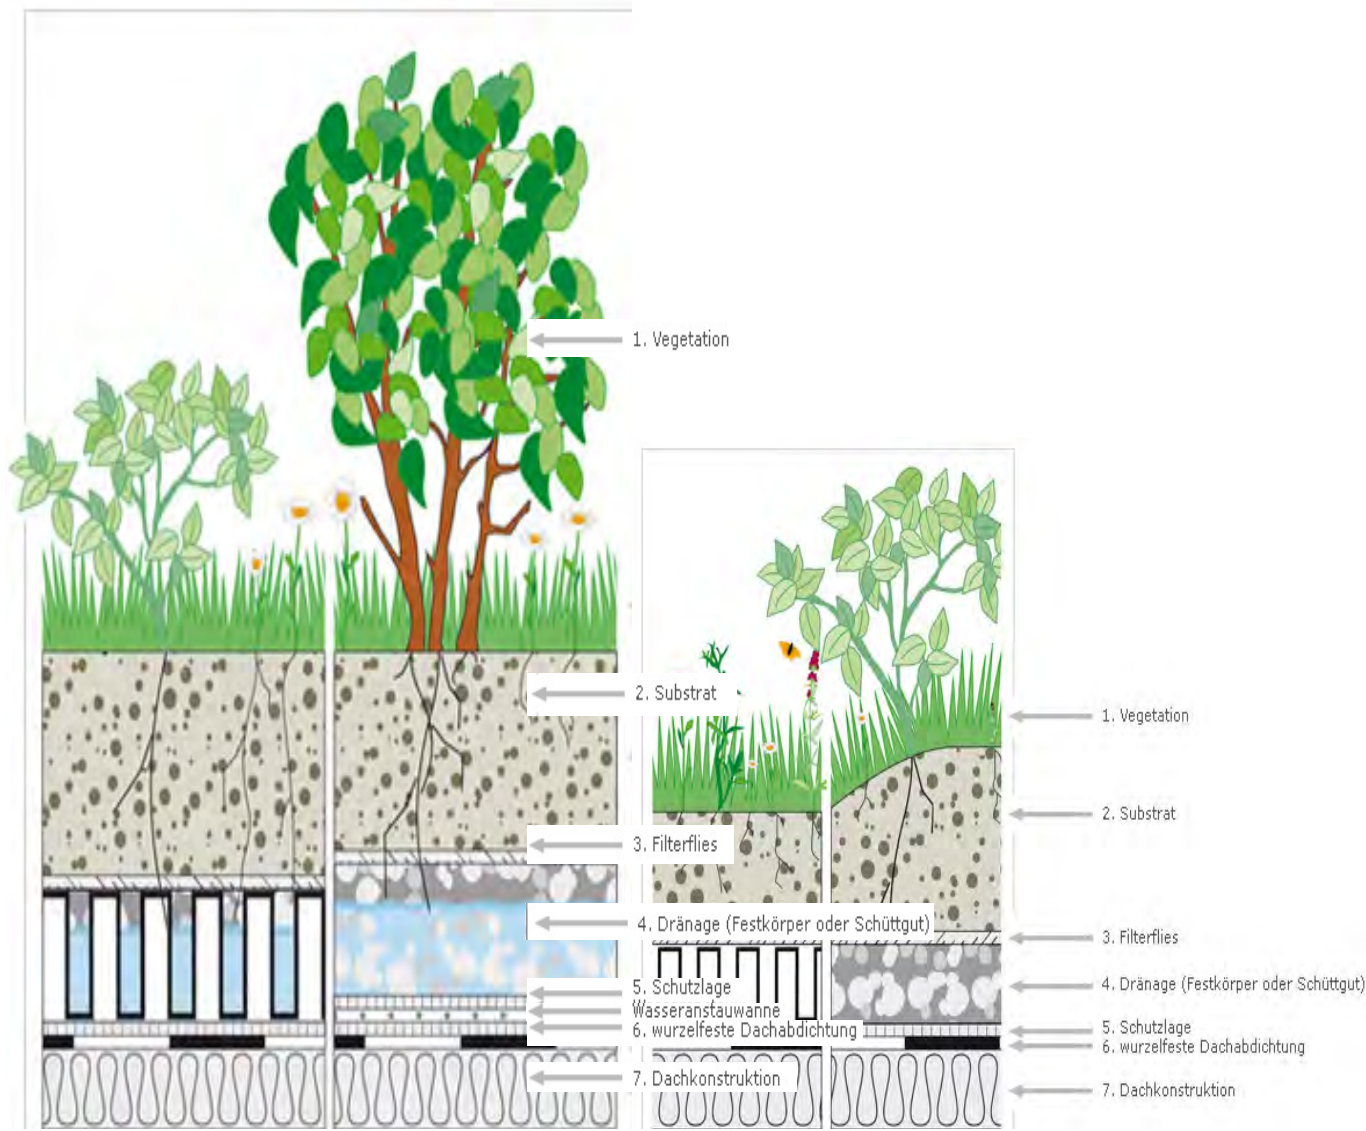 1. Vegetation
2. Substrat
3. Filterflies
4. Dränage (Festkörper oder Schüttgut)
5. Schutzlage
Wasseranstauwanne
6. wurzelfeste Dachabdichtung
7. Dachkonstruktion
1. Vegetation
2. Substrat
3. Filterflies
4. Dränage (Festkörper oder Schüttgut)
5. Schutzlage
6. wurzelfeste Dachabdichtung
7. Dachkonstruktion